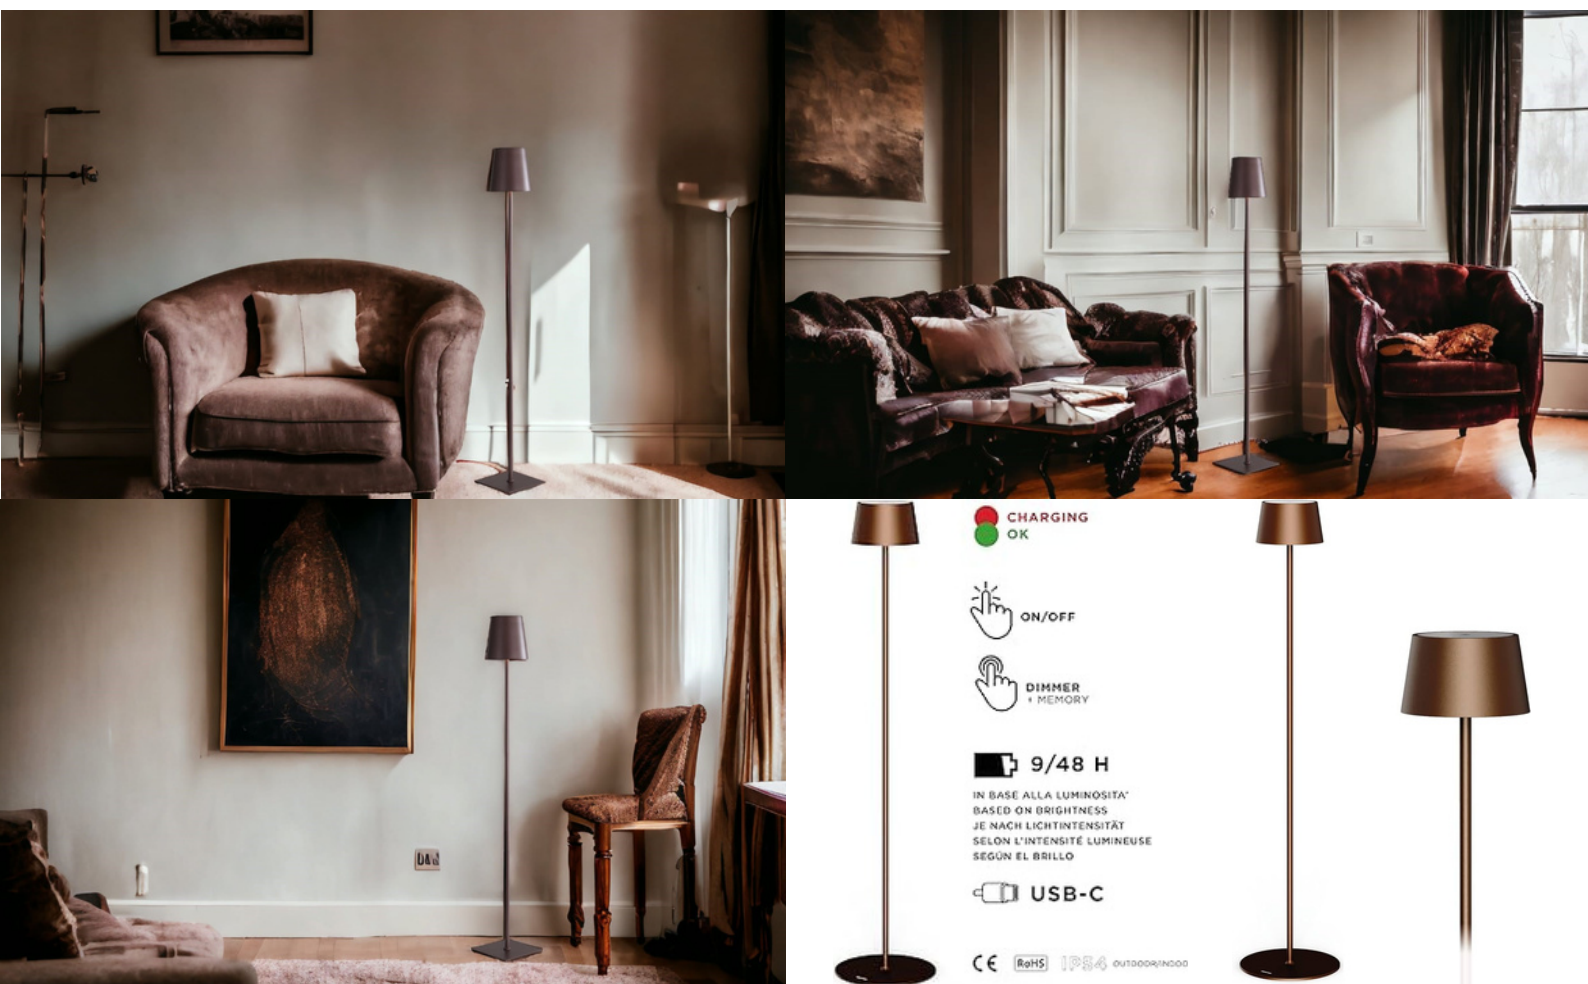 CHARGING
OK
ON/OFF
DIMMER
+ MEMORY
9/48 H
IN BASE ALLA LUMINOSITA'
BASED ON BRIGHTNESS
JE NACH LICHTINTENSITÄT
SELON L'INTENSITÉ LUMINEUSE
SEGÚN EL BRILLO
USB-C
CE RoHS IP54 OUTDOOR/INDOO